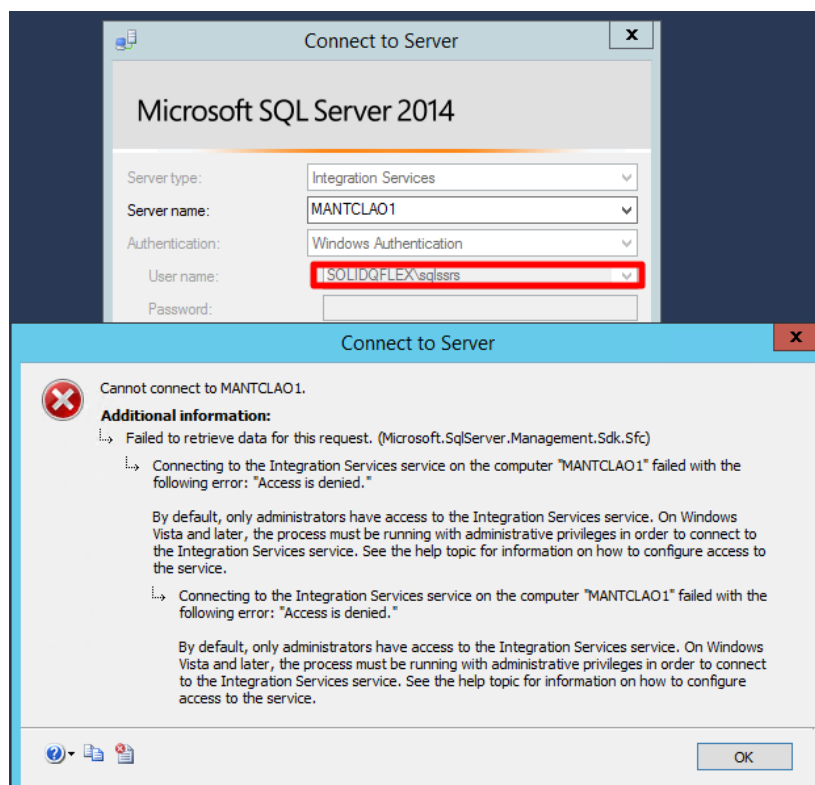 Connect to Server
x
Microsoft SQL Server 2014
Server type:
Integration Services
Server name:
MANTCLAO1
Authentication:
Windows Authentication
User name:
SOLIDQFLEX\sqlssrs
Password:
Connect to Server
x
Cannot connect to MANTCLAO1.
Additional information:
Failed to retrieve data for this request. (Microsoft.SqlServer.Management.Sdk.Sfc)
Connecting to the Integration Services service on the computer "MANTCLAO1" failed with the
following error: "Access is denied."
By default, only administrators have access to the Integration Services service. On Windows
Vista and later, the process must be running with administrative privileges in order to connect to
the Integration Services service. See the help topic for information on how to configure access to
the service.
Connecting to the Integration Services service on the computer "MANTCLAO1" failed with the
following error: "Access is denied."
By default, only administrators have access to the Integration Services service. On Windows
Vista and later, the process must be running with administrative privileges in order to connect
to the Integration Services service. See the help topic for information on how to configure
access to the service.
OK